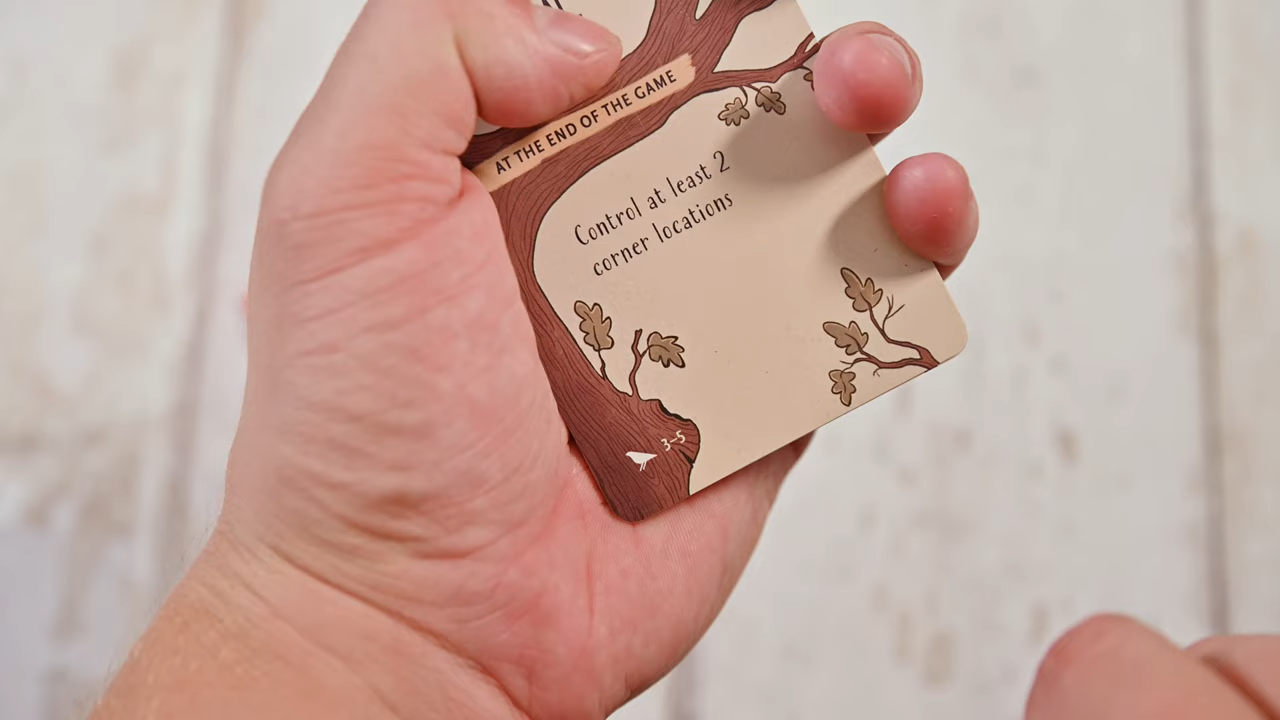 AT THE END OF THE GAME
Control at least 2
corner locations
3-5